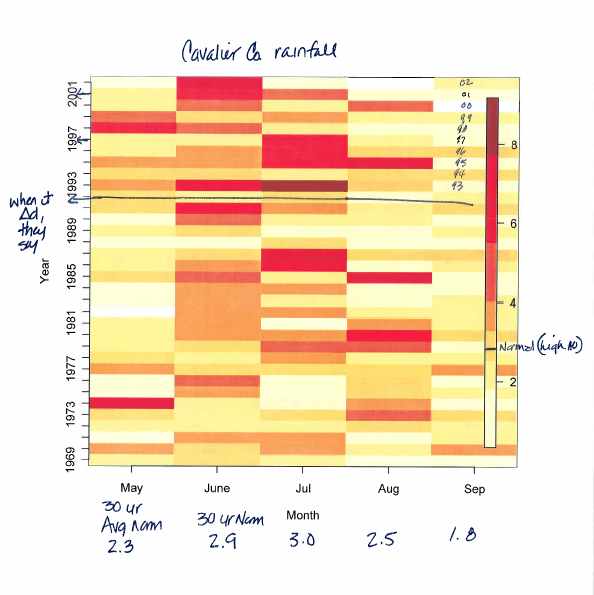 Cavalier Co rainfall
2001
1997
1993
1989
1985
1981
1977
1973
1969
Year
02
01
00
99
98
97
96
95
94
93
8
6
4
2
when it
Δd,
they
say
Normal (high
May
June
Jul
Aug
Sep
Month
30 yr
Avg Norm
2.3
30 yr Norm
2.9
3.0
2.5
1.8